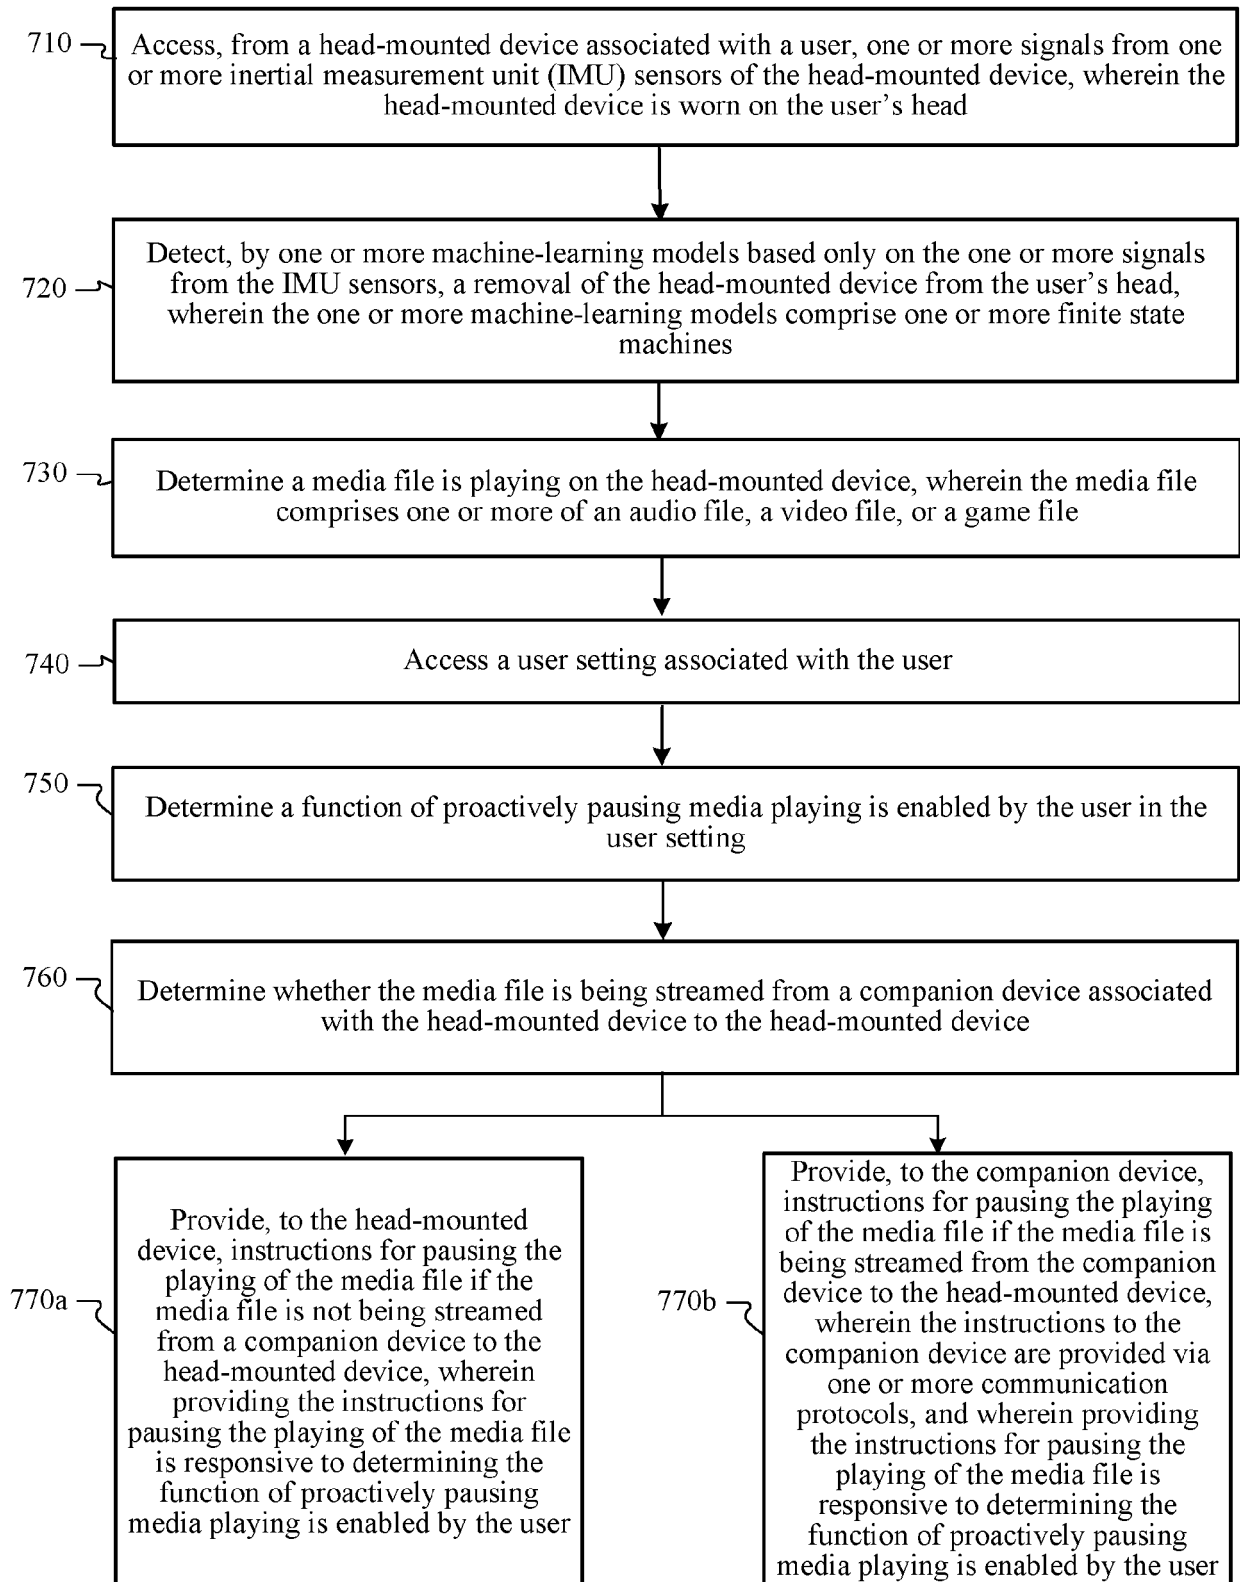 710
Access, from a head-mounted device associated with a user, one or more signals from one
or more inertial measurement unit (IMU) sensors of the head-mounted device, wherein the
head-mounted device is worn on the user's head
720
Detect, by one or more machine-learning models based only on the one or more signals
from the IMU sensors, a removal of the head-mounted device from the user's head,
wherein the one or more machine-learning models comprise one or more finite state
machines
730
Determine a media file is playing on the head-mounted device, wherein the media file
comprises one or more of an audio file, a video file, or a game file
740
Access a user setting associated with the user
750
Determine a function of proactively pausing media playing is enabled by the user in the
user setting
760
Determine whether the media file is being streamed from a companion device associated
with the head-mounted device to the head-mounted device
770a
Provide, to the head-mounted
device, instructions for pausing the
playing of the media file if the
media file is not being streamed
from a companion device to the
head-mounted device, wherein
providing the instructions for
pausing the playing of the media file
is responsive to determining the
function of proactively pausing
media playing is enabled by the user
770b
Provide, to the companion device,
instructions for pausing the playing
of the media file if the media file is
being streamed from the companion
device to the head-mounted device,
wherein the instructions to the
companion device are provided via
one or more communication
protocols, and wherein providing
the instructions for pausing the
playing of the media file is
responsive to determining the
function of proactively pausing
media playing is enabled by the user